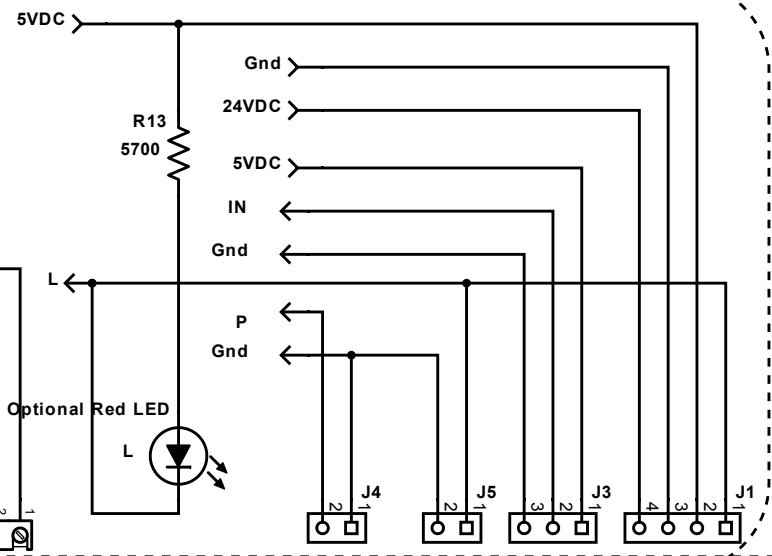 5VDC
Gnd
R13
24VDC
5700
5VDC
IN
Gnd
L
P
Gnd
Optional Red LED
L
J4
J5
J3
J1
2 1
2 1
2 1
3 2 1
4 3 2 1